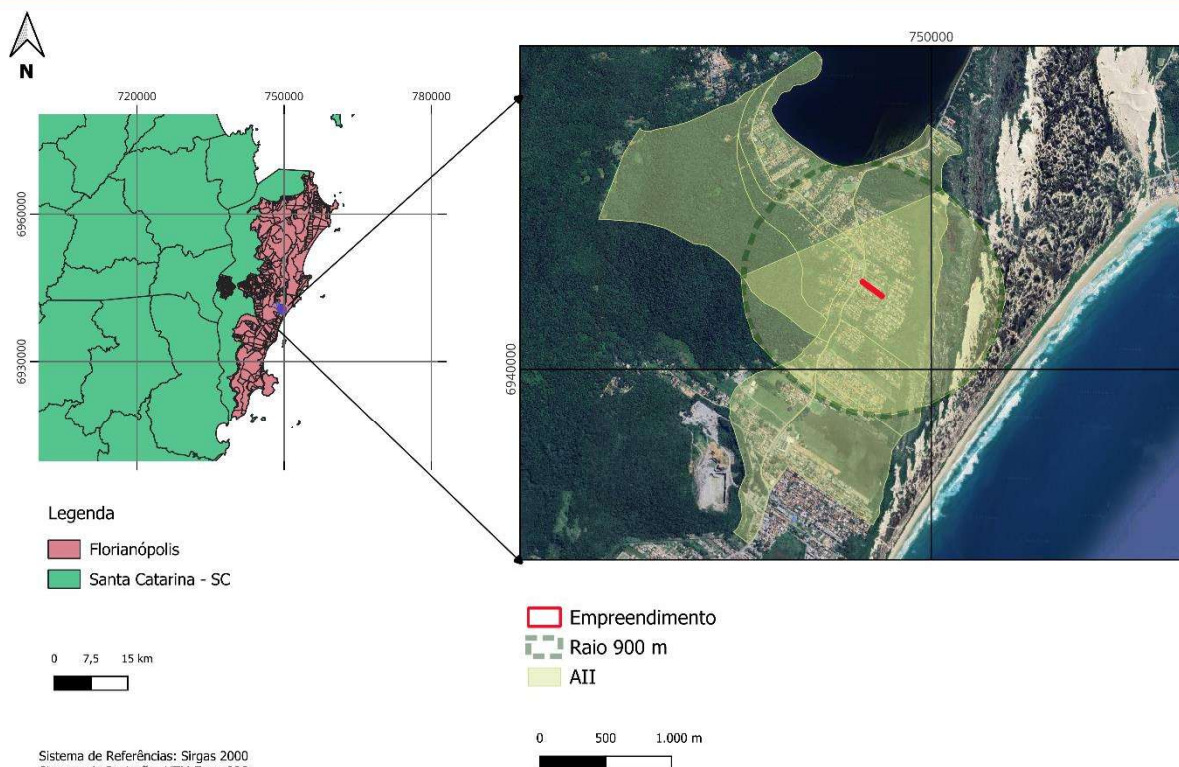 N
720000 750000 780000
6960000
6930000
750000
6940000
Legenda
Florianópolis
Santa Catarina - SC
0 7,5 15 km
Empreendimento
Raio 900 m
AII
0 500 1.000 m
Sistema de Referências: Sirgas 2000